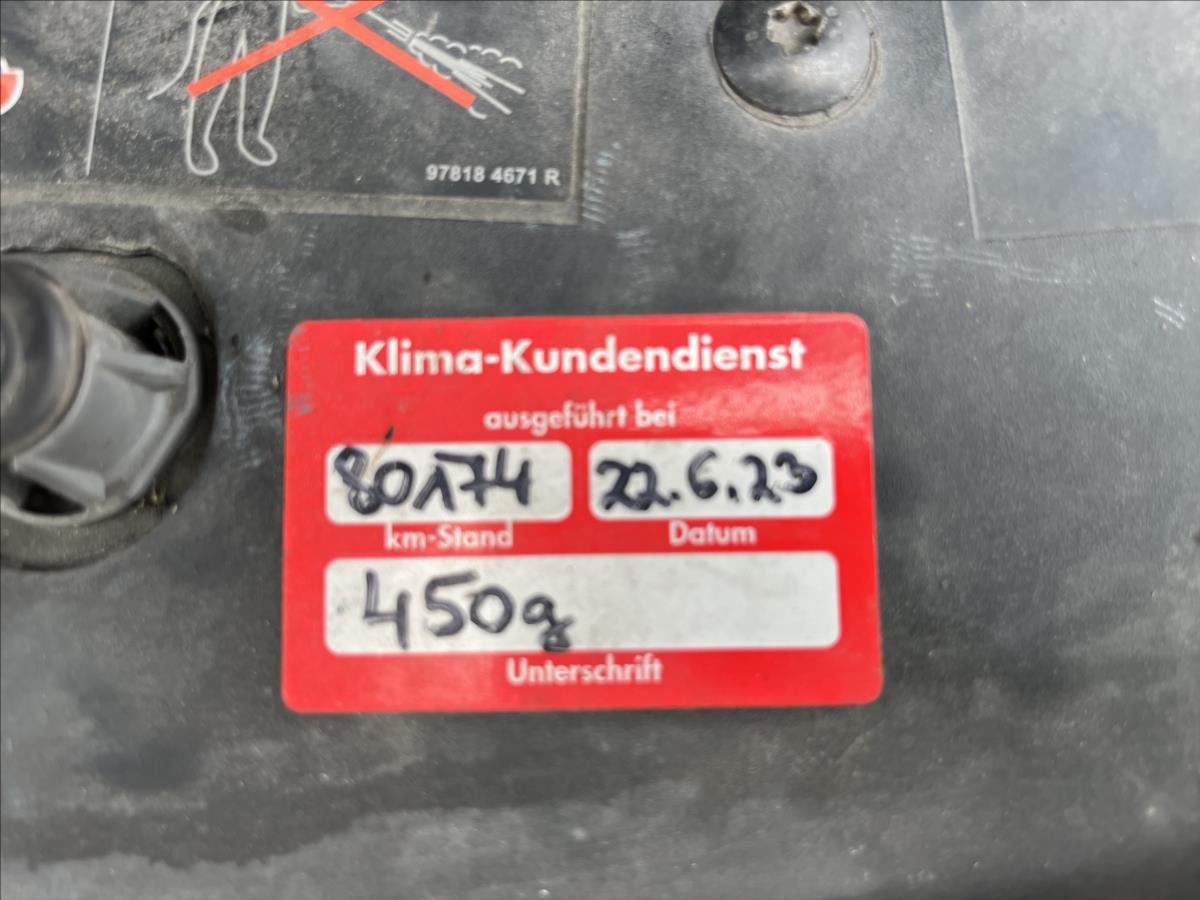 97818 4671 R
Klima-Kundendienst
ausgeführt bei
80174 22.6.23
km-Stand Datum
450g
Unterschrift